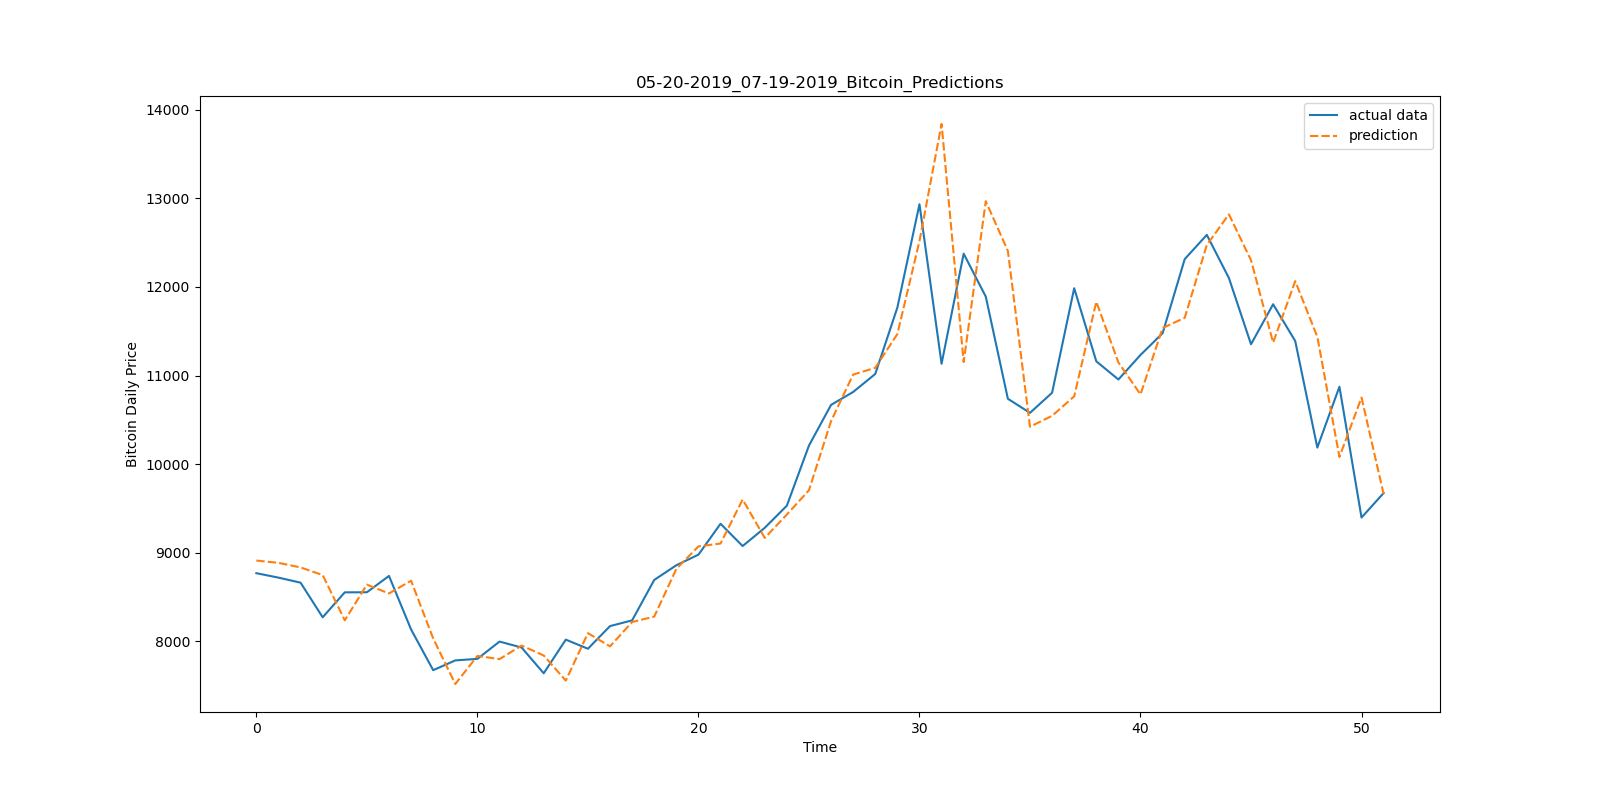 05-20-2019_07-19-2019_Bitcoin_Predictions
actual data
prediction
Bitcoin Daily Price
14000
13000
12000
11000
10000
9000
8000
0 10 20 30 40 50
Time